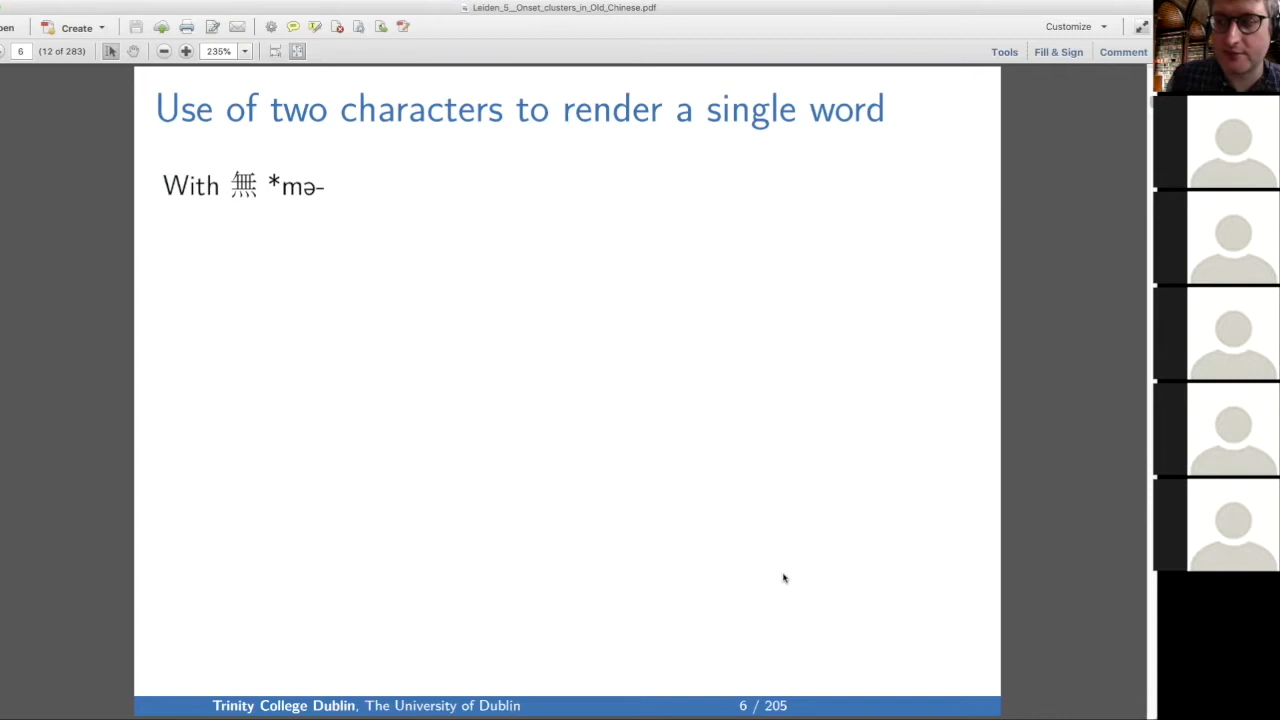 Leiden_5__Onset_clusters_in_Old_Chinese.pdf
pen
Create
Customize
6
(12 of 283)
235%
Tools
Fill & Sign
Comment
Use of two characters to render a single word
With 無 *mə-
Trinity College Dublin, The University of Dublin
6 / 205